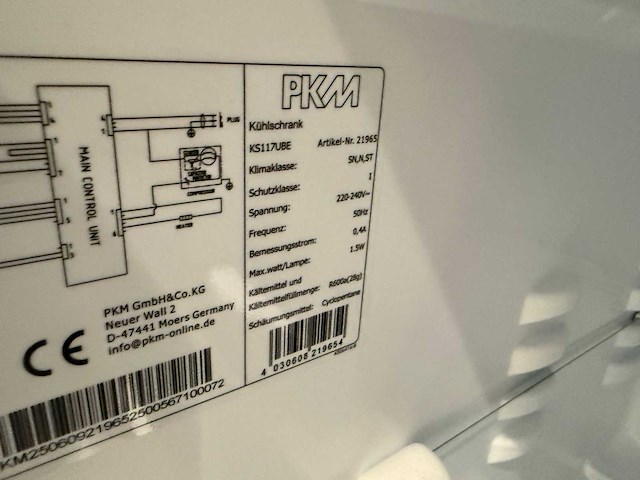 PKM
Kühlschrank
KS117UBE Artikel-Nr. 21965
Klimaklasse: SN,N,ST
Schutzklasse: I
Spannung: 220-240V~
Frequenz: 50Hz
Bemessungsstrom: 0,4A
Max.watt/Lampe: 1.5W
Kältemittel und
Kältemittelfüllmenge: R600a(28g)
Schäumungsmittel: Cyclopentane
4 030608 219654
MAIN CONTROL UNIT
PLUG
COMPRESSOR
HEATER
PKM GmbH&Co.KG
Neuer Wall 2
D-47441 Moers Germany
info@pkm-online.de
CE
KM250609219652500567100072